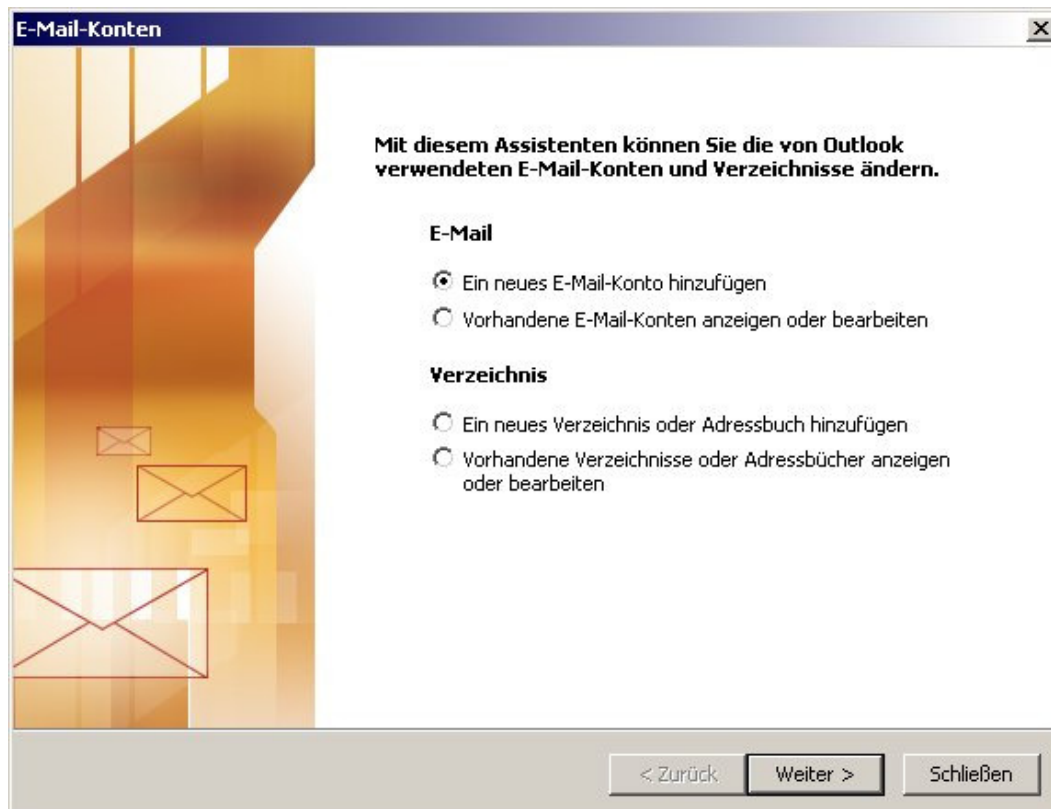 E-Mail-Konten
Mit diesem Assistenten können Sie die von Outlook
verwendeten E-Mail-Konten und Verzeichnisse ändern.
E-Mail
Ein neues E-Mail-Konto hinzufügen
Vorhandene E-Mail-Konten anzeigen oder bearbeiten
Verzeichnis
Ein neues Verzeichnis oder Adressbuch hinzufügen
Vorhandene Verzeichnisse oder Adressbücher anzeigen
oder bearbeiten
< Zurück Weiter > Schließen